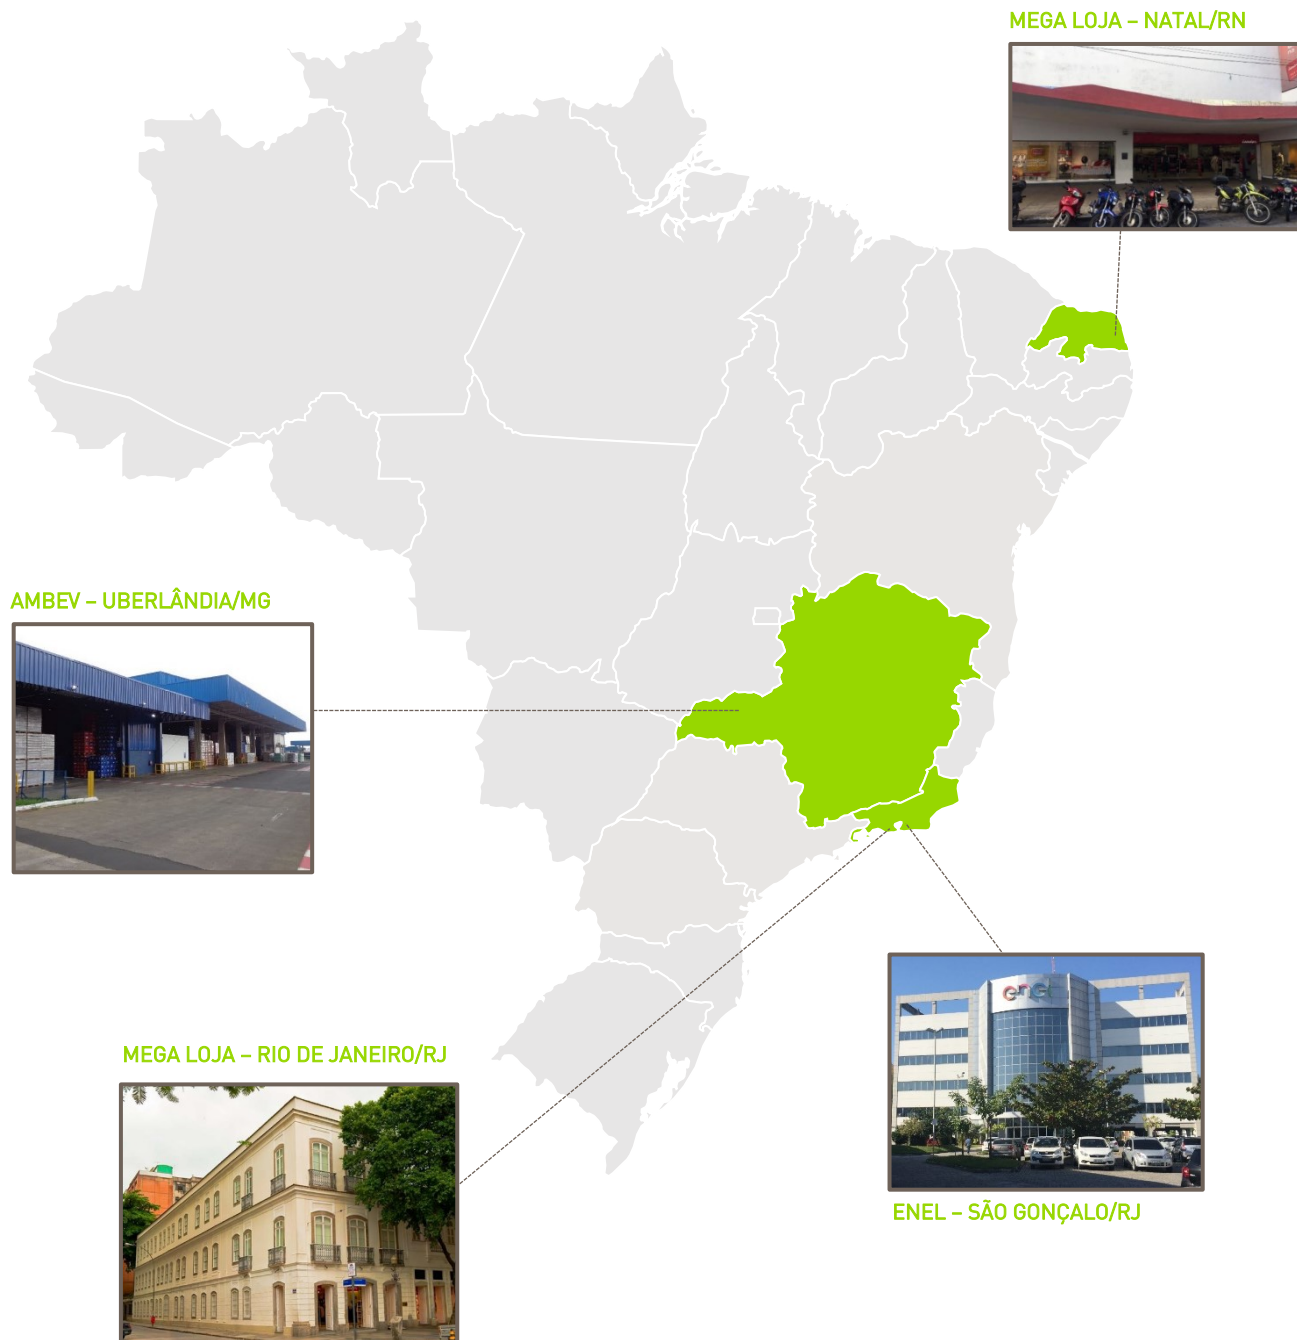 MEGA LOJA – NATAL/RN
AMBEV – UBERLÂNDIA/MG
MEGA LOJA – RIO DE JANEIRO/RJ
enel
ENEL – SÃO GONÇALO/RJ